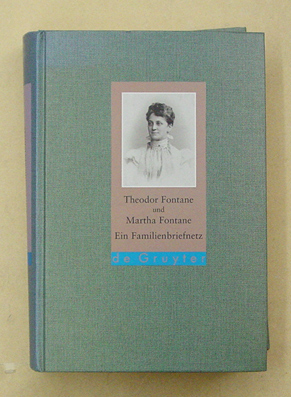 Theodor Fontane
und
Martha Fontane
Ein Familienbriefnetz
de Gruyter